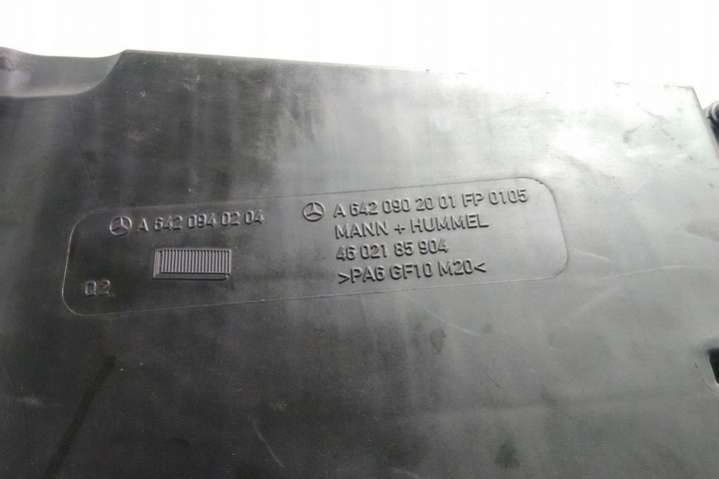 A 642 094 02 04
A 642 090 20 01 FP 0105
MANN + HUMMEL
46 021 85 904
>PA6 GF10 M20<
Q2